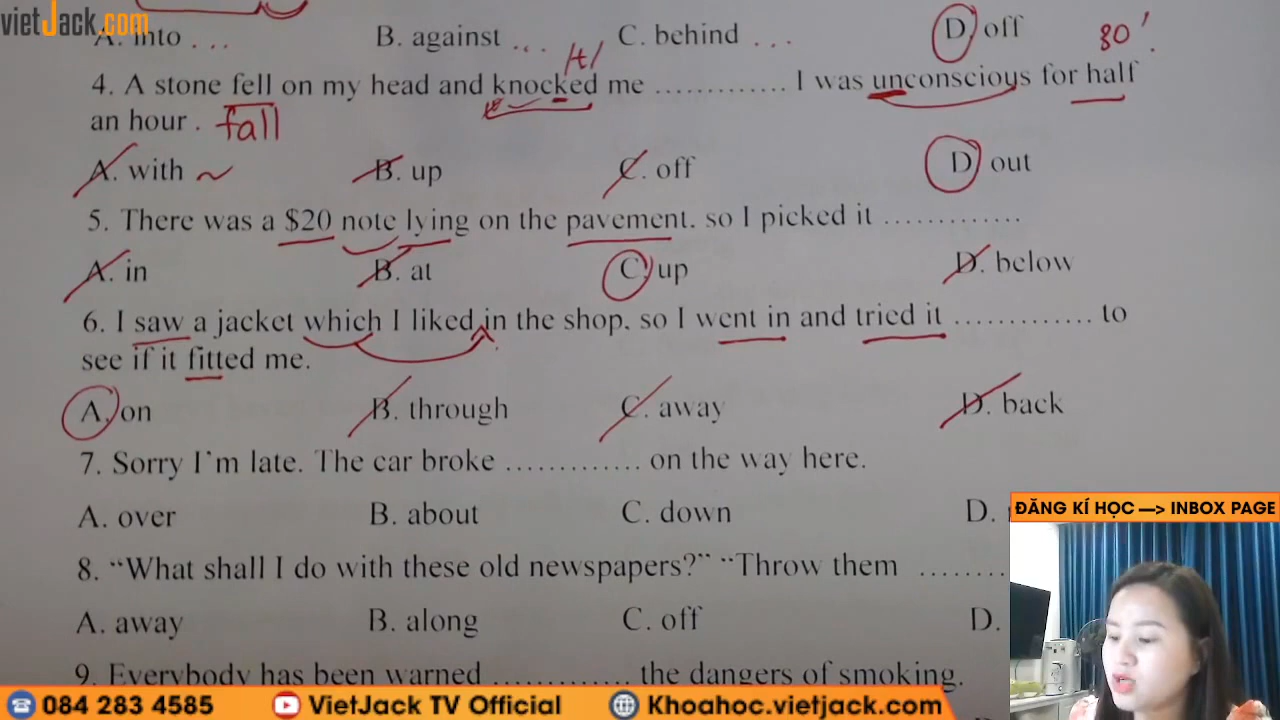 vietJack.com
A. into . . . B. against . . . C. behind . . . D. off
80'
/t/
4. A stone fell on my head and knocked me ............. I was unconscious for half
an hour . fall
A. with ~ B. up C. off D. out
5. There was a $20 note lying on the pavement. so I picked it .............
A. in B. at C. up D. below
6. I saw a jacket which I liked in the shop. so I went in and tried it ............. to
see if it fitted me.
A. on B. through C. away D. back
7. Sorry I`m late. The car broke ............. on the way here.
A. over B. about C. down D.
ĐĂNG KÍ HỌC —> INBOX PAGE
8. “What shall I do with these old newspapers?” “Throw them ........
A. away B. along C. off D.
9. Everybody has been warned ............. the dangers of smoking.
084 283 4585 VietJack TV Official Khoahoc.vietjack.com